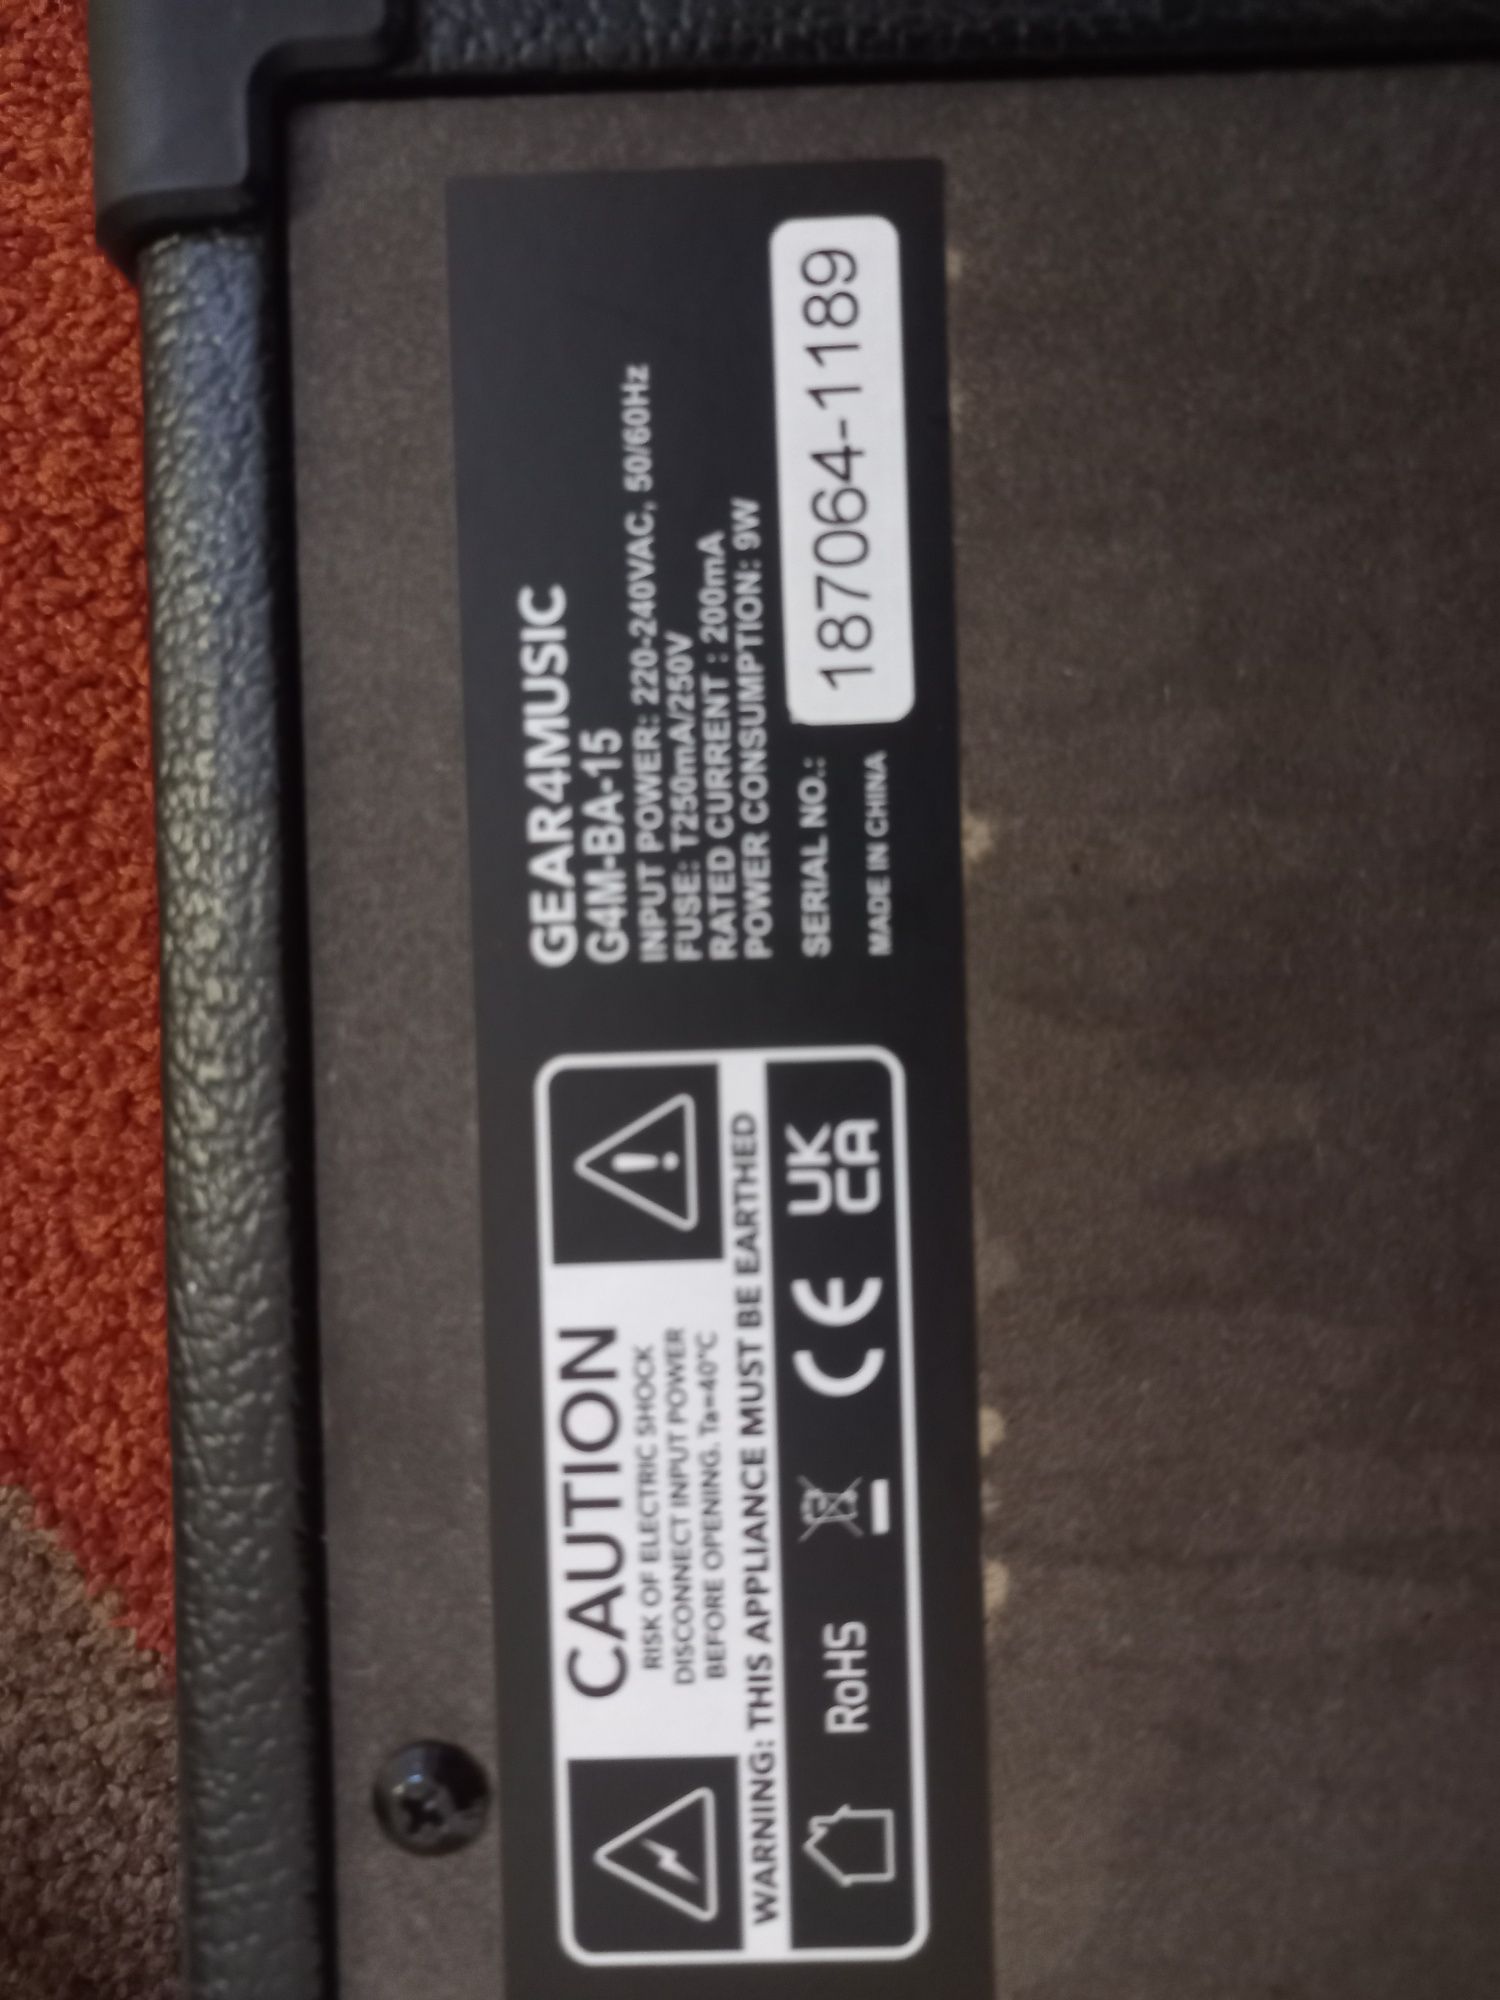 CAUTION
RISK OF ELECTRIC SHOCK
DISCONNECT INPUT POWER
BEFORE OPENING. Ta=40°C
WARNING: THIS APPLIANCE MUST BE EARTHED
RoHS CE UKCA
GEAR4MUSIC
G4M-BA-15
INPUT POWER: 220-240VAC, 50/60Hz
FUSE: T250mA/250V
RATED CURRENT : 200mA
POWER CONSUMPTION: 9W
SERIAL NO.: 187064-1189
MADE IN CHINA